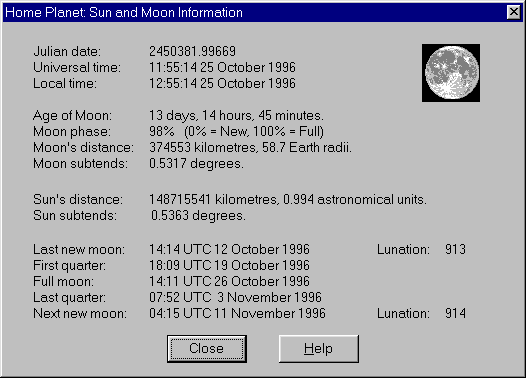 Home Planet: Sun and Moon Information
Julian date: 2450381.99669
Universal time: 11:55:14 25 October 1996
Local time: 12:55:14 25 October 1996
Age of Moon: 13 days, 14 hours, 45 minutes.
Moon phase: 98% (0% = New, 100% = Full)
Moon's distance: 374553 kilometres, 58.7 Earth radii.
Moon subtends: 0.5317 degrees.
Sun's distance: 148715541 kilometres, 0.994 astronomical units.
Sun subtends: 0.5363 degrees.
Last new moon: 14:14 UTC 12 October 1996 Lunation: 913
First quarter: 18:09 UTC 19 October 1996
Full moon: 14:11 UTC 26 October 1996
Last quarter: 07:52 UTC 3 November 1996
Next new moon: 04:15 UTC 11 November 1996 Lunation: 914
Close Help